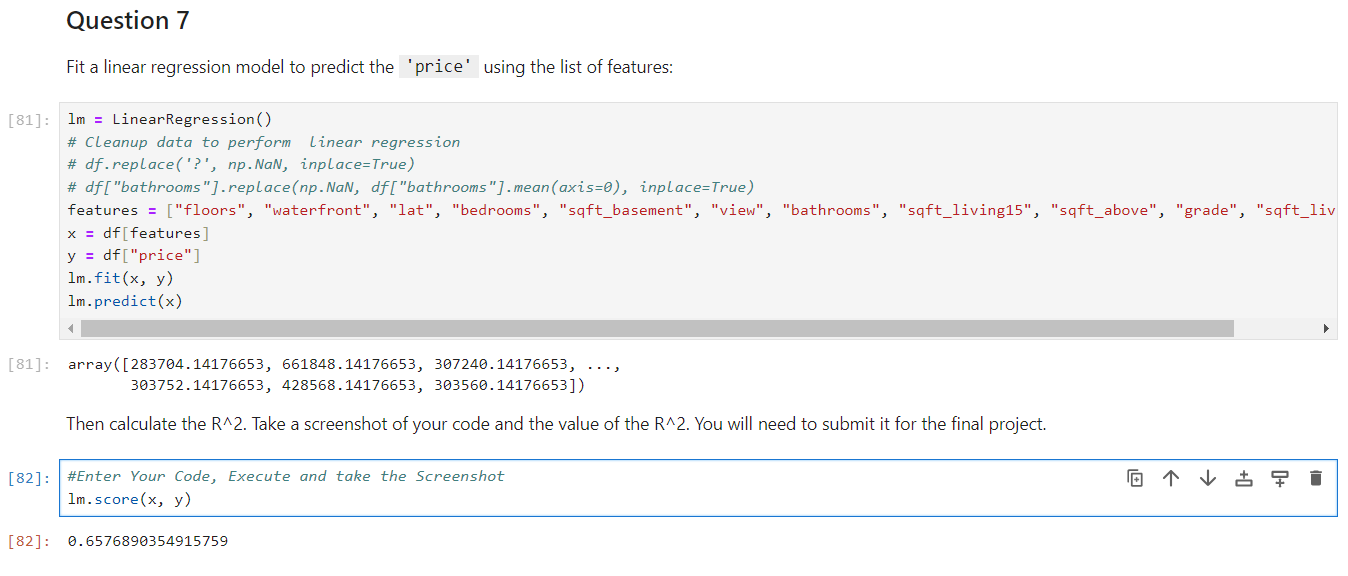 Question 7
Fit a linear regression model to predict the 'price' using the list of features:
[81]: lm = LinearRegression()
# Cleanup data to perform  linear regression
# df.replace('?', np.NaN, inplace=True)
# df["bathrooms"].replace(np.NaN, df["bathrooms"].mean(axis=0), inplace=True)
features = ["floors", "waterfront", "lat", "bedrooms", "sqft_basement", "view", "bathrooms", "sqft_living15", "sqft_above", "grade", "sqft_liv
x = df[features]
y = df["price"]
lm.fit(x, y)
lm.predict(x)
[81]: array([283704.14176653, 661848.14176653, 307240.14176653, ...,
303752.14176653, 428568.14176653, 303560.14176653])
Then calculate the R^2. Take a screenshot of your code and the value of the R^2. You will need to submit it for the final project.
[82]: #Enter Your Code, Execute and take the Screenshot
lm.score(x, y)
[82]: 0.6576890354915759